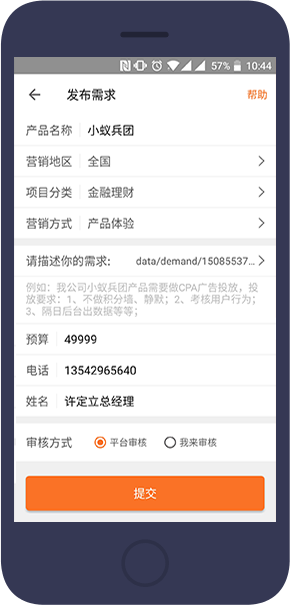 57% 10:44
发布需求 帮助
产品名称 小蚁兵团
营销地区 全国
项目分类 金融理财
营销方式 产品体验
请描述你的需求: data/demand/15085537...
例如：我公司小蚁兵团产品需要做CPA广告投放，投
放要求：1、不做积分墙、静默；2、考核用户行为；
3、隔日后台出数据等等；
预算 49999
电话 13542965640
姓名 许定立总经理
审核方式 平台审核 我来审核
提交